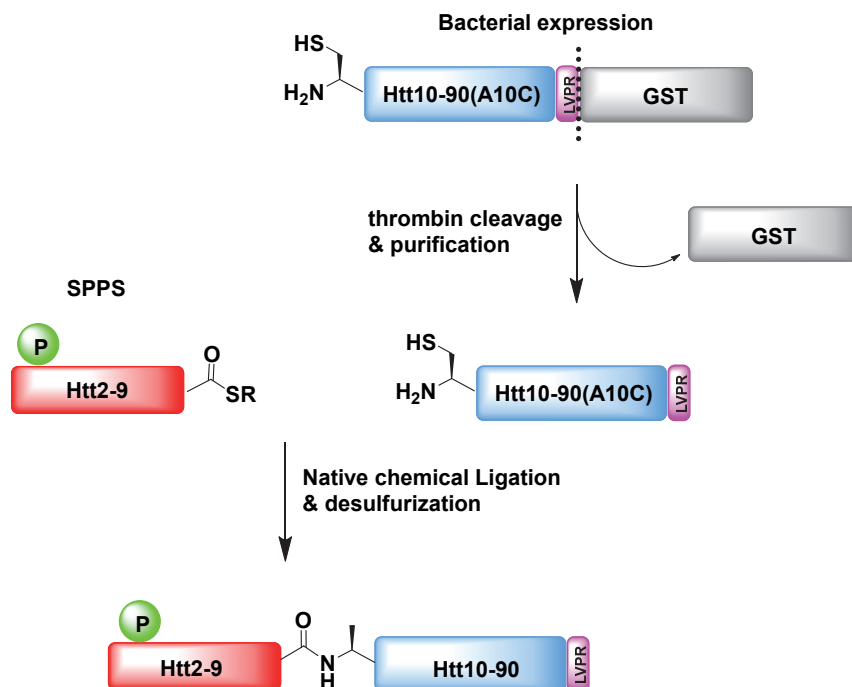 Bacterial expression
HS
H2N
Htt10-90(A10C)
LVPR
GST
thrombin cleavage
& purification
GST
SPPS
P
Htt2-9
O
SR
HS
H2N
Htt10-90(A10C)
LVPR
Native chemical Ligation
& desulfurization
P
Htt2-9
O
N
H
Htt10-90
LVPR